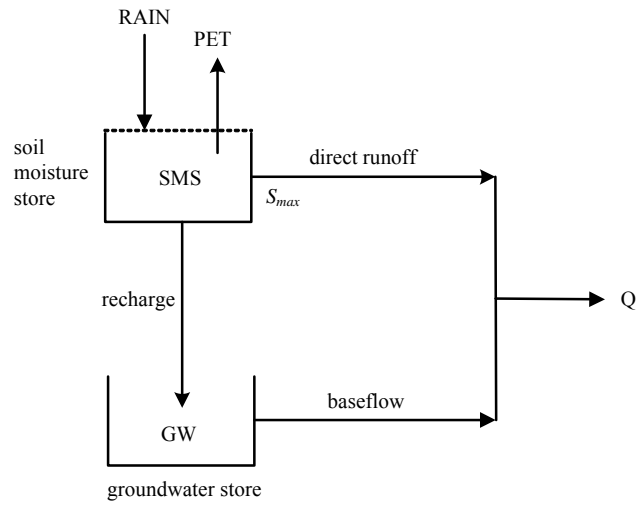 RAIN
PET
soil
moisture
store
SMS
direct runoff
S_max
recharge
Q
baseflow
GW
groundwater store